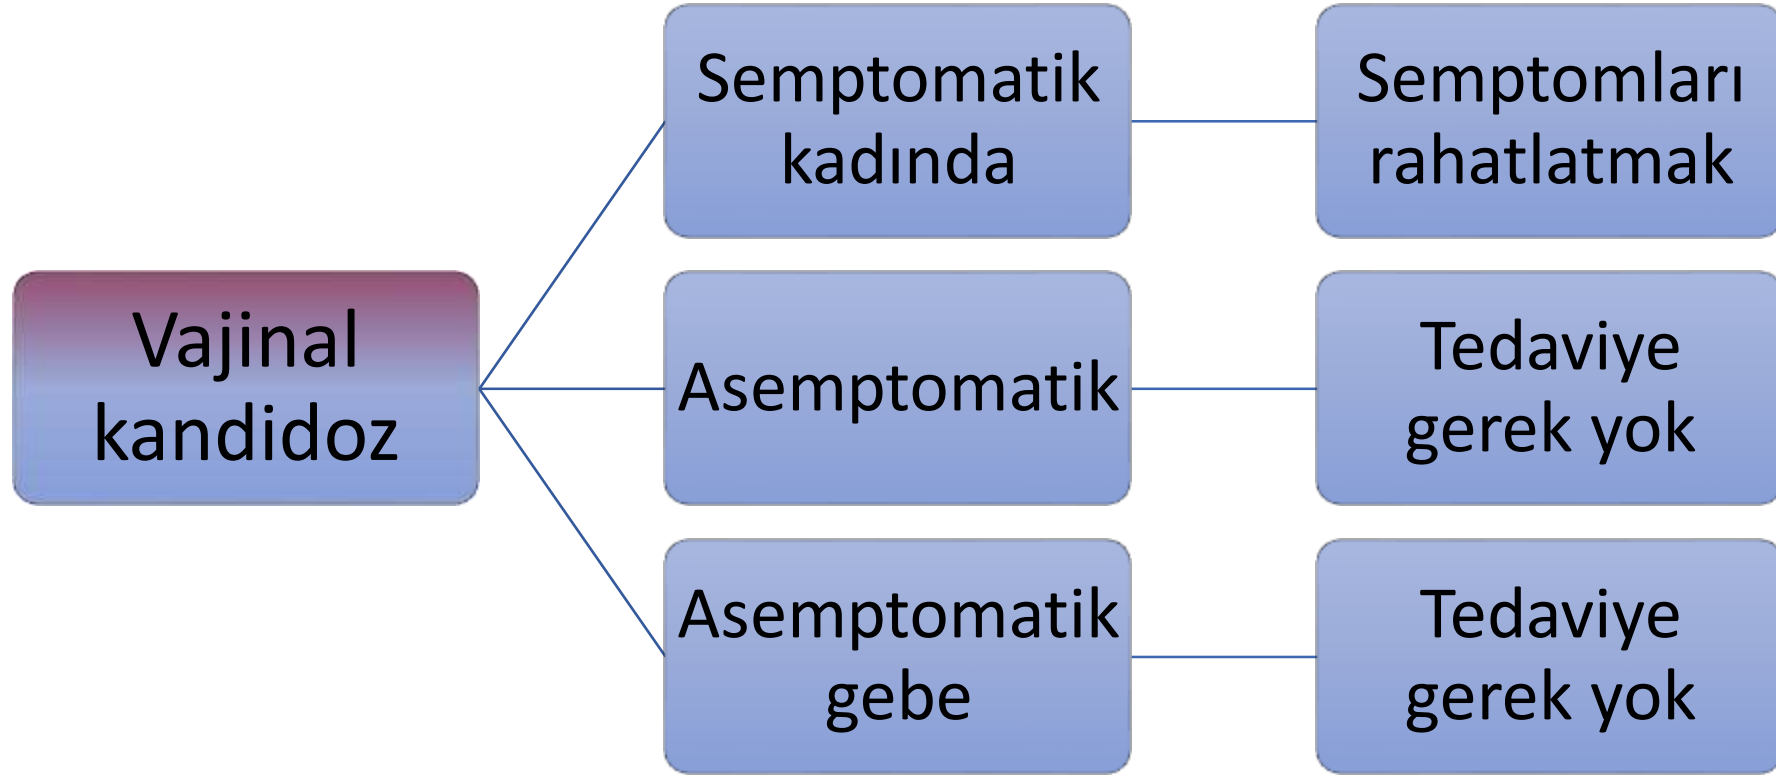 Vajinal
kandidoz
Semptomatik
kadında
Semptomları
rahatlatmak
Asemptomatik
Tedaviye
gerek yok
Asemptomatik
gebe
Tedaviye
gerek yok